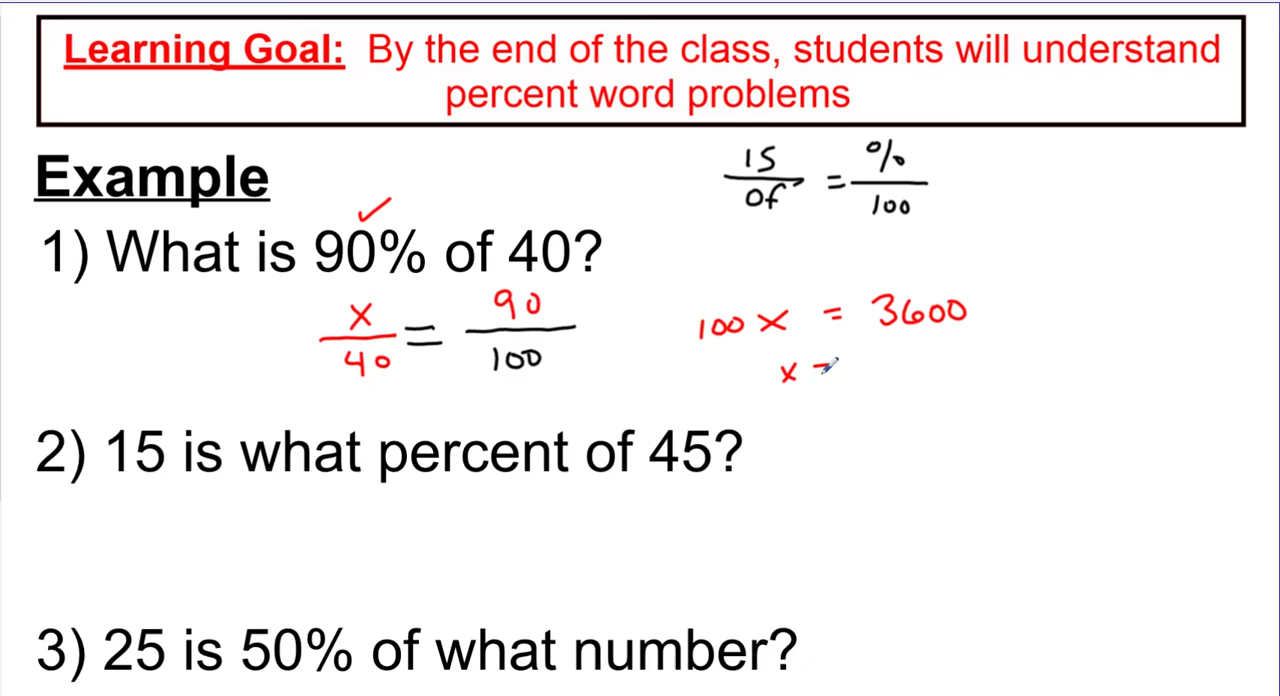 Learning Goal: By the end of the class, students will understand
percent word problems
Example
is/of = %/100
1) What is 90% of 40?
x/40 = 90/100
100x = 3600
x =
2) 15 is what percent of 45?
3) 25 is 50% of what number?